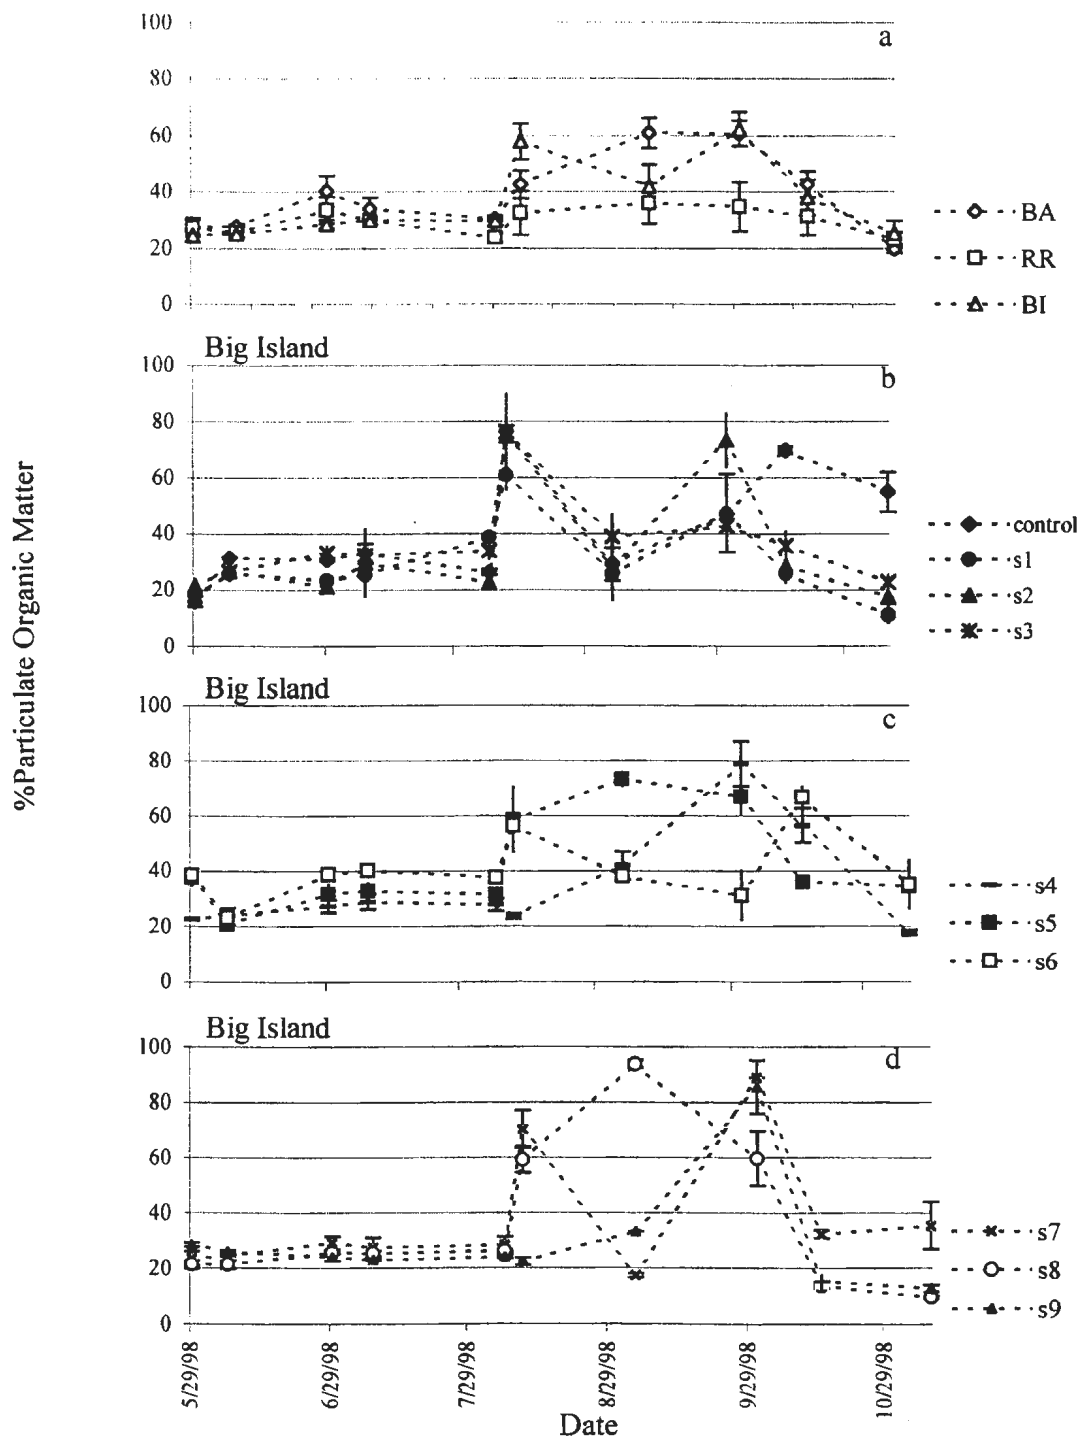 %Particulate Organic Matter
100
80
60
40
20
0
a
BA
RR
BI
Big Island
100
80
60
40
20
0
b
control
s1
s2
s3
Big Island
100
80
60
40
20
0
c
s4
s5
s6
Big Island
100
80
60
40
20
0
d
s7
s8
s9
5/29/98
6/29/98
7/29/98
8/29/98
9/29/98
10/29/98
Date